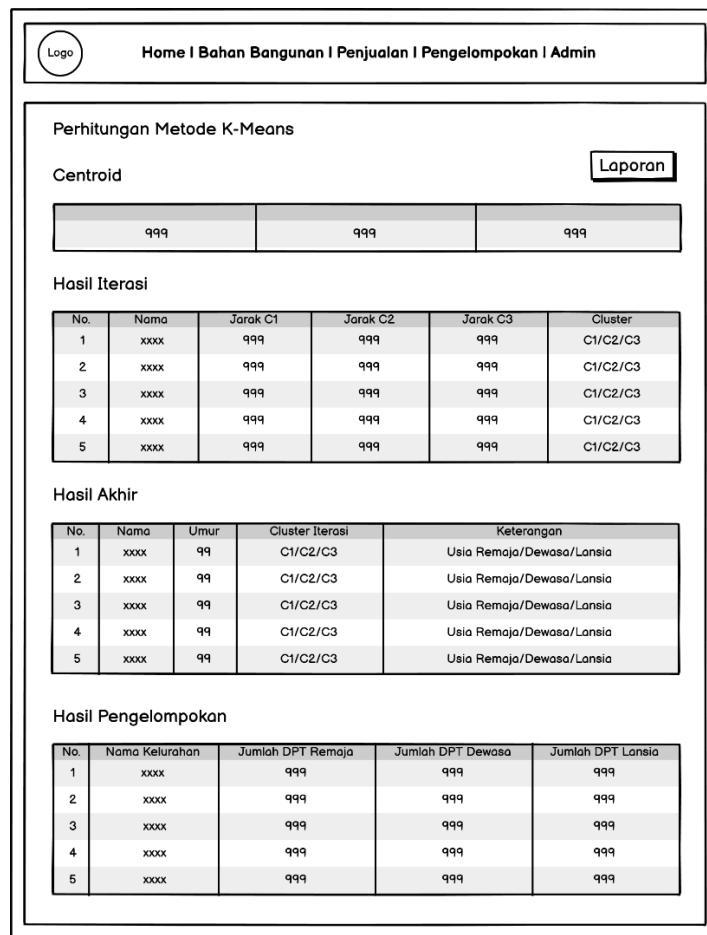 Logo
Home I Bahan Bangunan I Penjualan I Pengelompokan I Admin
Perhitungan Metode K-Means
Laporan
Centroid
999 999 999
Hasil Iterasi
No. Nama Jarak C1 Jarak C2 Jarak C3 Cluster
1 xxxx 999 999 999 C1/C2/C3
2 xxxx 999 999 999 C1/C2/C3
3 xxxx 999 999 999 C1/C2/C3
4 xxxx 999 999 999 C1/C2/C3
5 xxxx 999 999 999 C1/C2/C3
Hasil Akhir
No. Nama Umur Cluster Iterasi Keterangan
1 xxxx 99 C1/C2/C3 Usia Remaja/Dewasa/Lansia
2 xxxx 99 C1/C2/C3 Usia Remaja/Dewasa/Lansia
3 xxxx 99 C1/C2/C3 Usia Remaja/Dewasa/Lansia
4 xxxx 99 C1/C2/C3 Usia Remaja/Dewasa/Lansia
5 xxxx 99 C1/C2/C3 Usia Remaja/Dewasa/Lansia
Hasil Pengelompokan
No. Nama Kelurahan Jumlah DPT Remaja Jumlah DPT Dewasa Jumlah DPT Lansia
1 xxxx 999 999 999
2 xxxx 999 999 999
3 xxxx 999 999 999
4 xxxx 999 999 999
5 xxxx 999 999 999